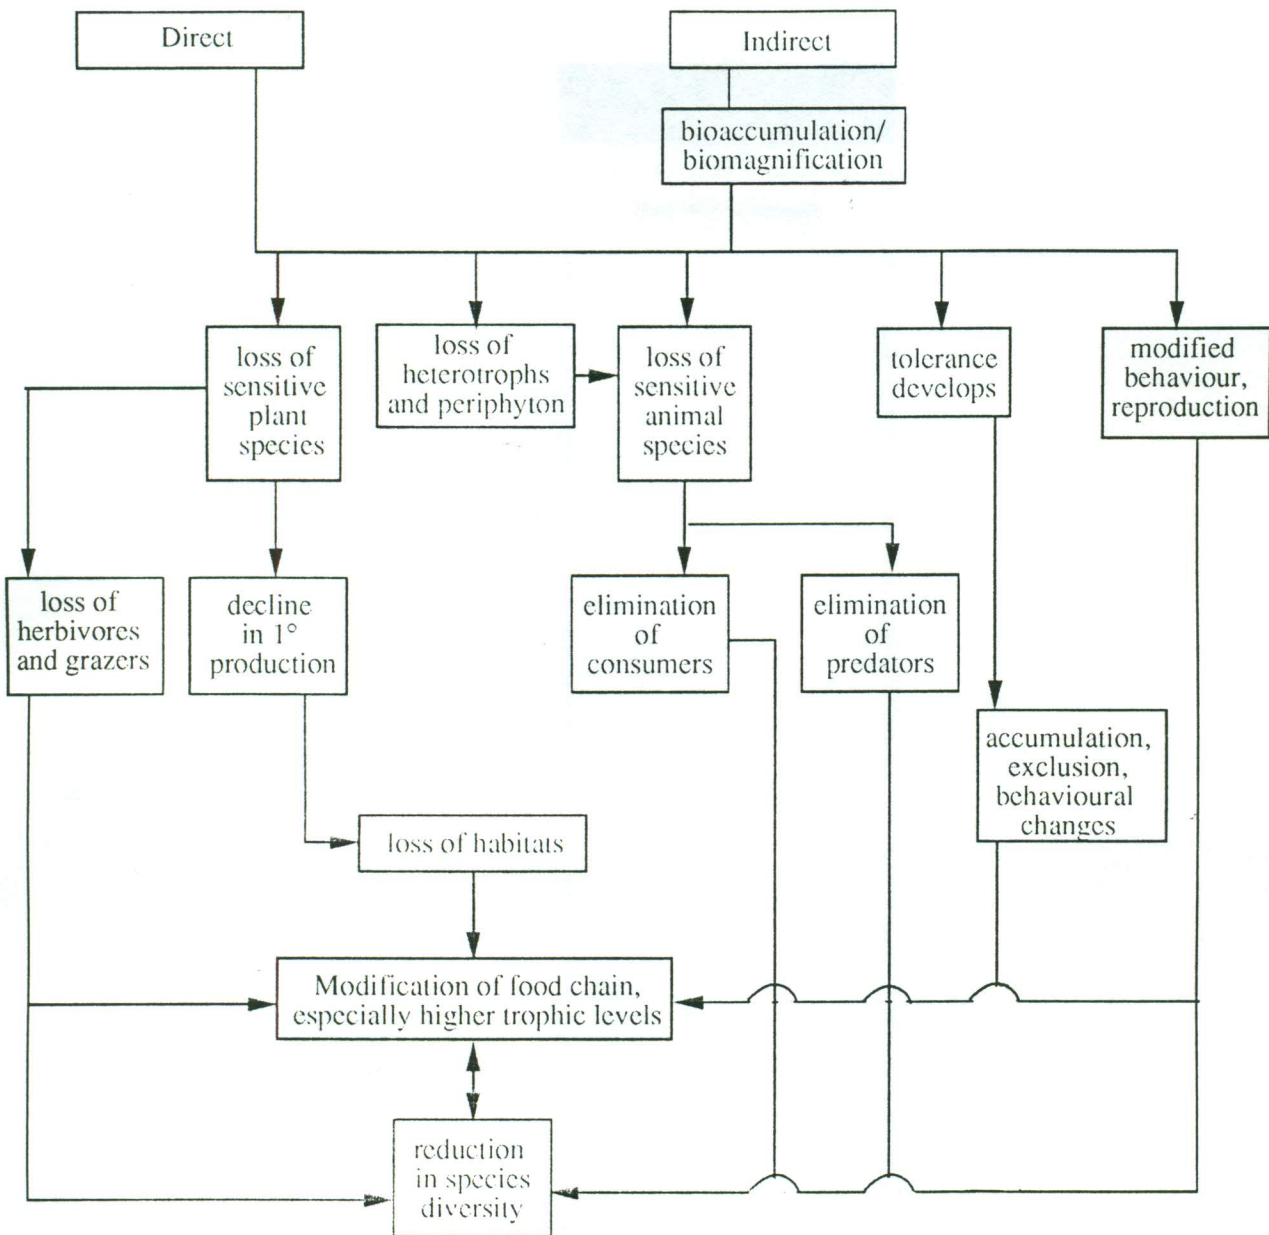 Direct
Indirect
bioaccumulation/
biomagnification
loss of
sensitive
plant
species
loss of
heterotrophs
and periphyton
loss of
sensitive
animal
species
tolerance
develops
modified
behaviour,
reproduction
loss of
herbivores
and grazers
decline
in 1°
production
elimination
of
consumers
elimination
of
predators
accumulation,
exclusion,
behavioural
changes
loss of habitats
Modification of food chain,
especially higher trophic levels
reduction
in species
diversity